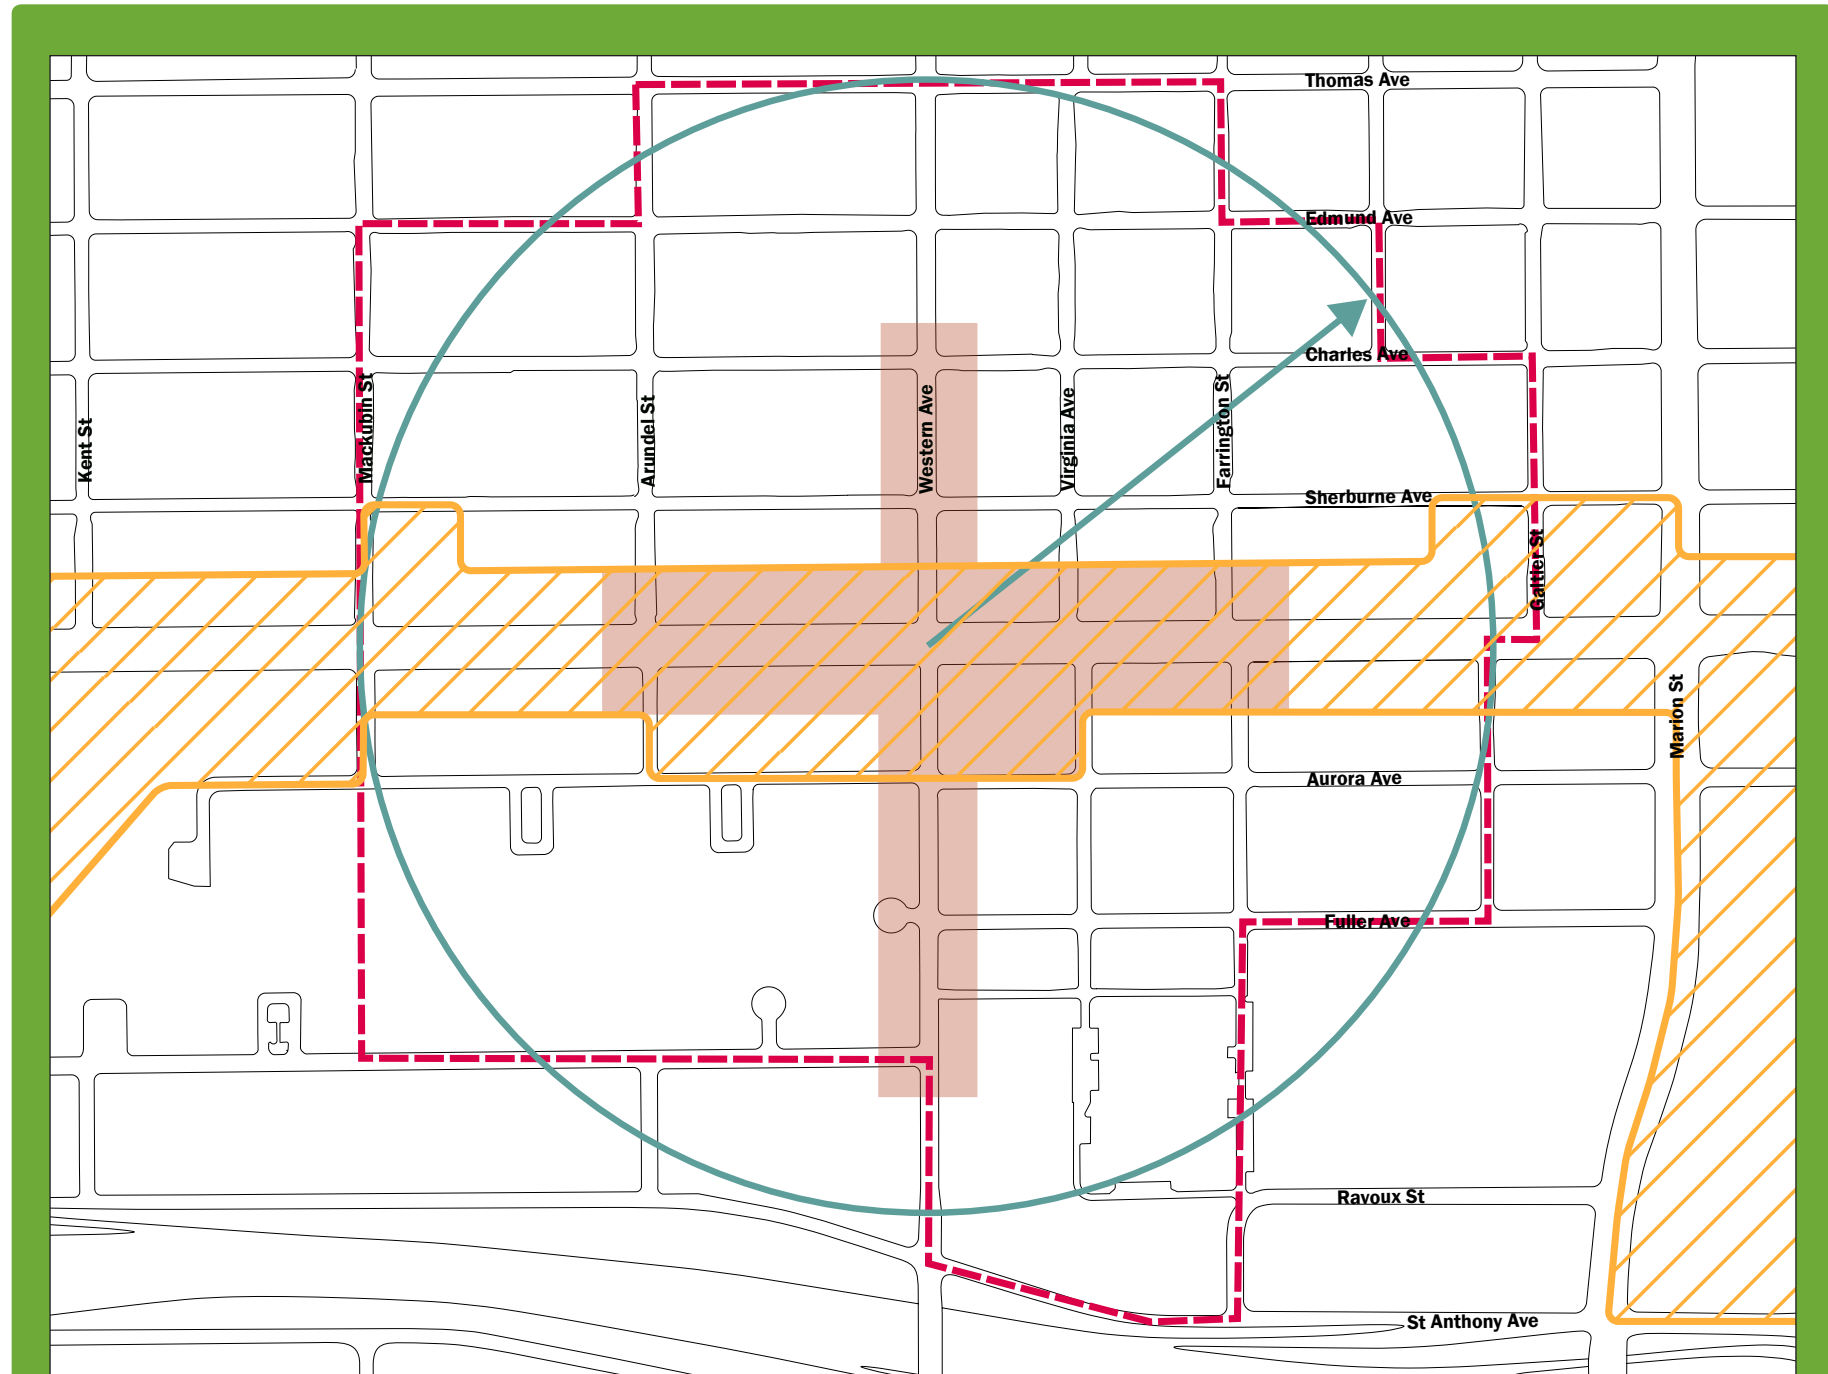 Thomas Ave
Edmund Ave
Charles Ave
Kent St
Mackubin St
Arundel St
Western Ave
Virginia Ave
Farrington St
Sherburne Ave
Galtier St
Marion St
Aurora Ave
Fuller Ave
Ravoux St
St Anthony Ave